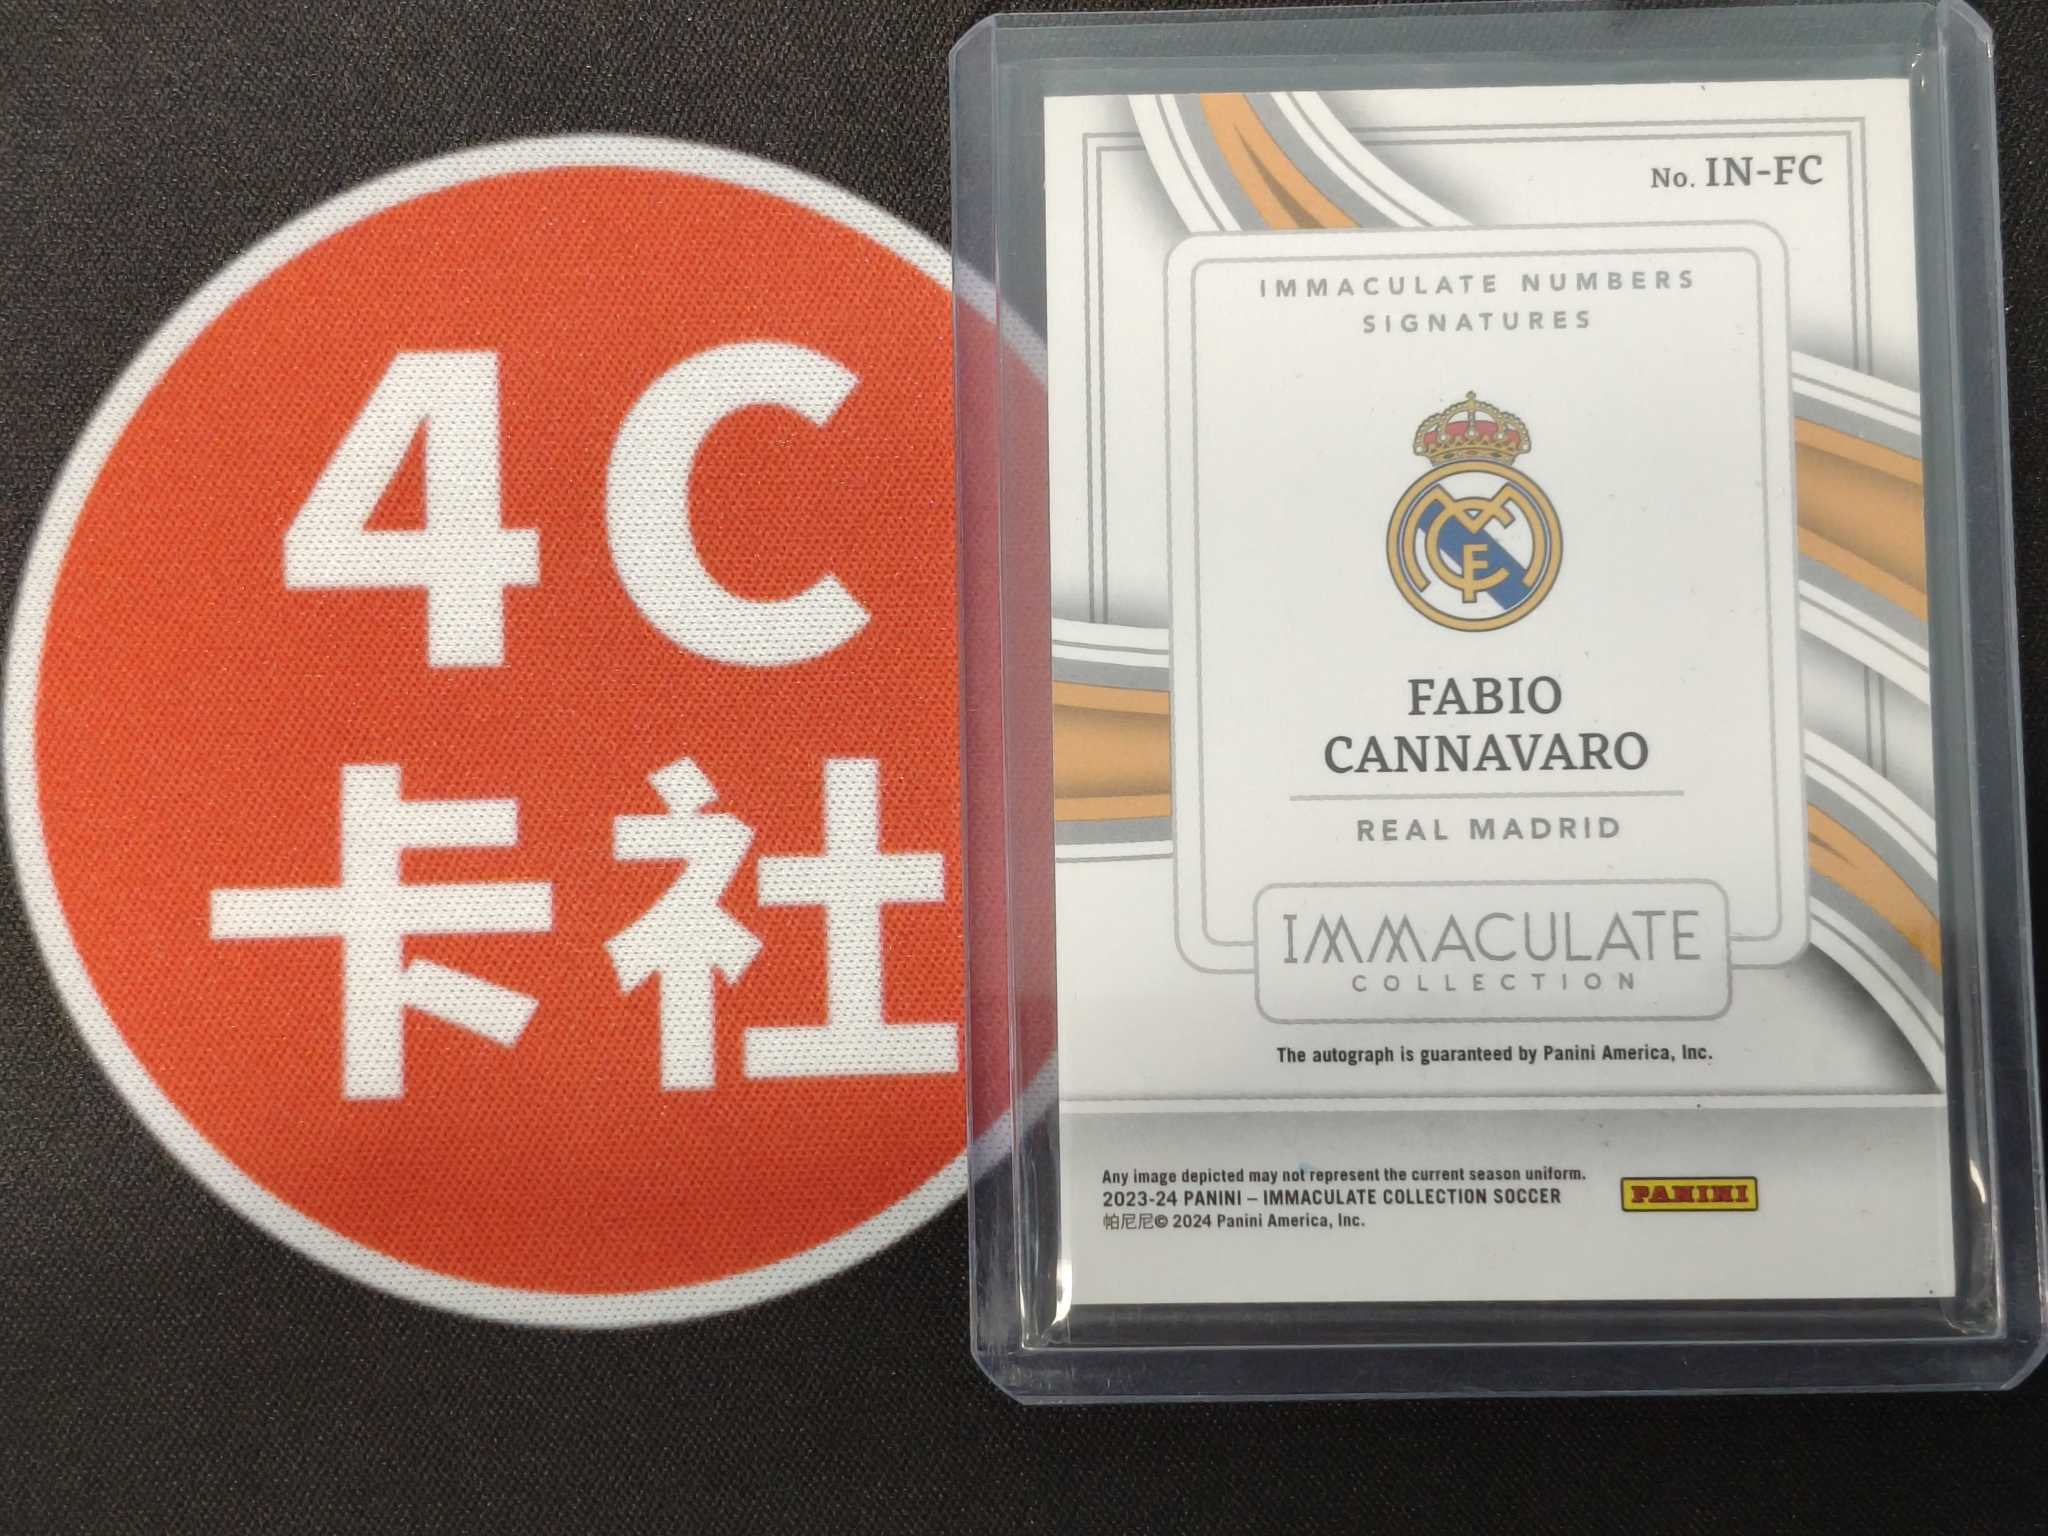 4C
卡社
No. IN-FC
IMMACULATE NUMBERS
SIGNATURES
FABIO
CANNAVARO
REAL MADRID
IMMACULATE
COLLECTION
The autograph is guaranteed by Panini America, Inc.
Any image depicted may not represent the current season uniform.
2023-24 PANINI – IMMACULATE COLLECTION SOCCER
帕尼尼© 2024 Panini America, Inc.
PANINI